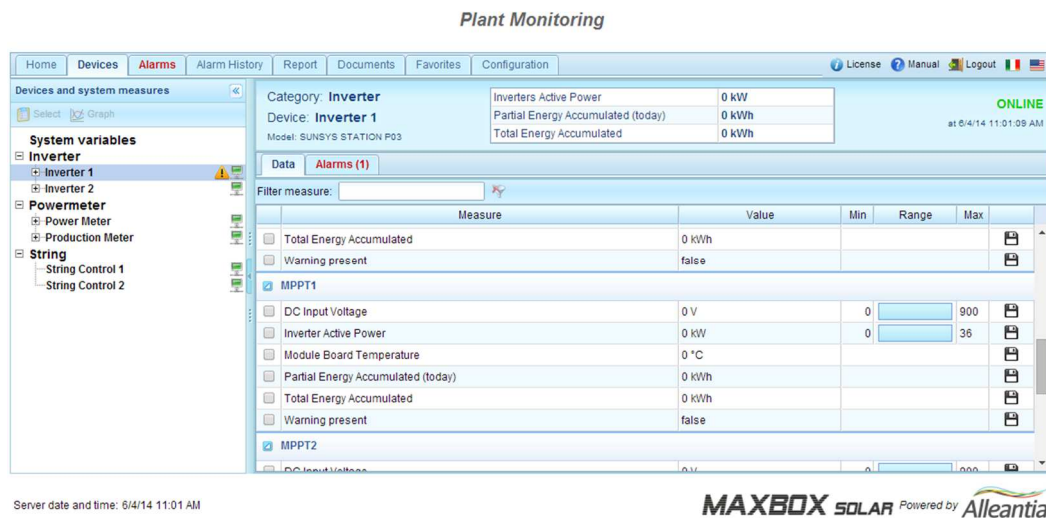 Plant Monitoring
Home Devices Alarms Alarm History Report Documents Favorites Configuration License Manual Logout
Devices and system measures
Select Graph
System variables
Inverter
Inverter 1
Inverter 2
Powermeter
Power Meter
Production Meter
String
String Control 1
String Control 2
Category: Inverter
Device: Inverter 1
Model: SUNSYS STATION P03
Inverters Active Power 0 kW
Partial Energy Accumulated (today) 0 kWh
Total Energy Accumulated 0 kWh
ONLINE
at 6/4/14 11:01:09 AM
Data Alarms (1)
Filter measure:
Measure Value Min Range Max
Total Energy Accumulated 0 kWh
Warning present false
MPPT1
DC Input Voltage 0 V 0 900
Inverter Active Power 0 kW 0 36
Module Board Temperature 0 °C
Partial Energy Accumulated (today) 0 kWh
Total Energy Accumulated 0 kWh
Warning present false
MPPT2
DC Input Voltage 0 V 0 900
Server date and time: 6/4/14 11:01 AM
MAXBOX SOLAR Powered by Alleantia